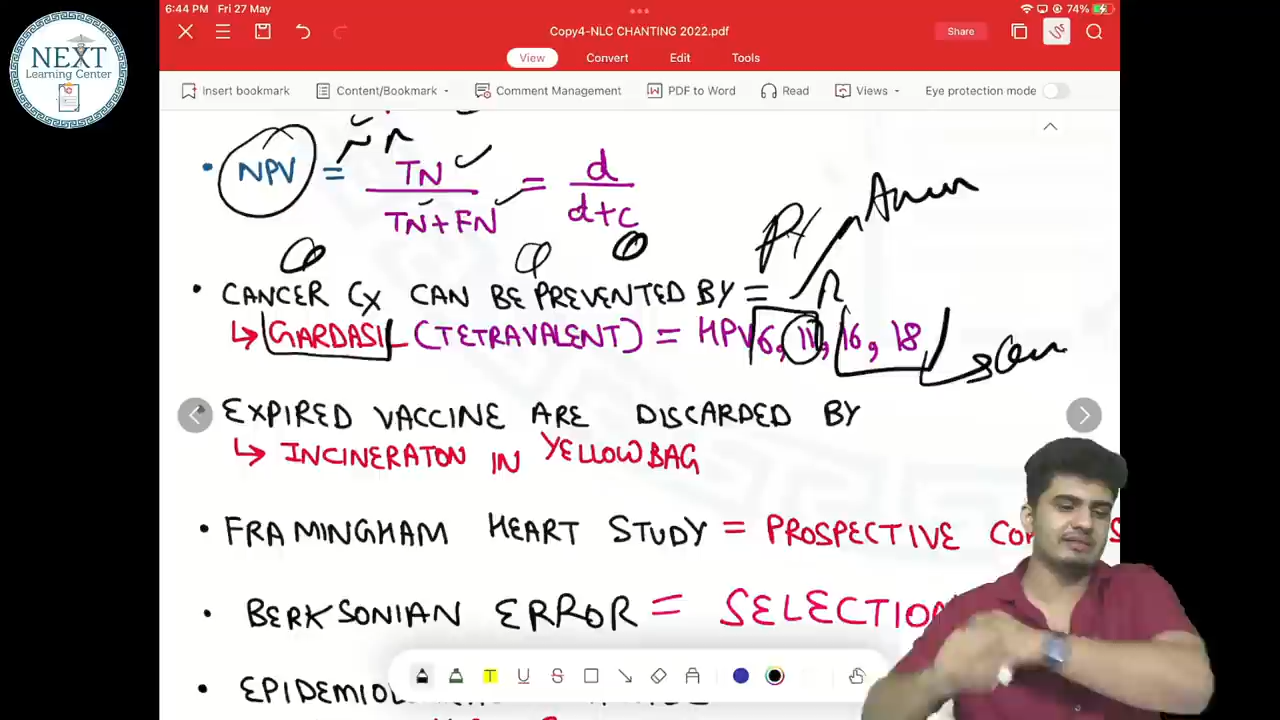 6:44 PM Fri 27 May
74%
Copy4-NLC CHANTING 2022.pdf
Share
View Convert Edit Tools
Insert bookmark Content/Bookmark Comment Management PDF to Word Read Views Eye protection mode
NEXT
Learning Center
• NPV = TN / TN + FN = d / d+c
• CANCER Cx CAN BE PREVENTED BY =
↳ GARDASIL (TETRAVALENT) = HPV 6, 11, 16, 18
• EXPIRED VACCINE ARE DISCARDED BY
↳ INCINERATON IN YELLOW BAG
• FRAMINGHAM HEART STUDY = PROSPECTIVE
• BERKSONIAN ERROR = SELECTION